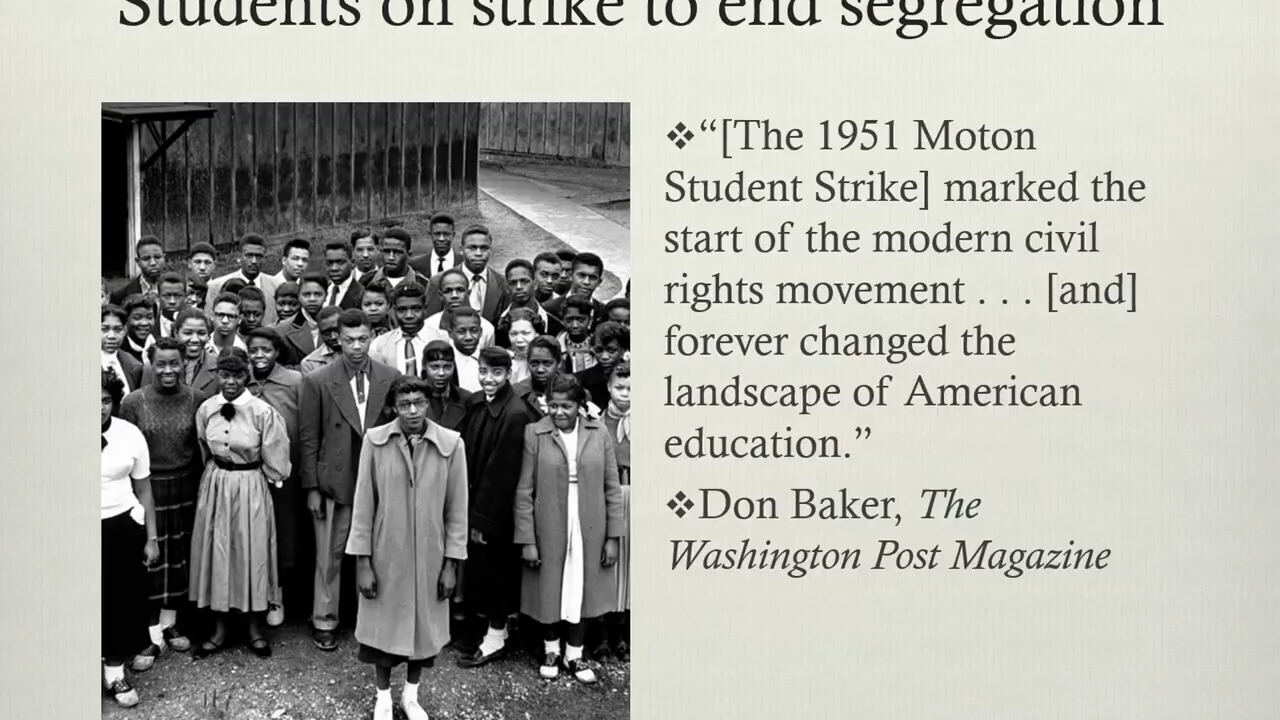 Students on strike to end segregation
❖“[The 1951 Moton
Student Strike] marked the
start of the modern civil
rights movement . . . [and]
forever changed the
landscape of American
education.”
❖Don Baker, The
Washington Post Magazine